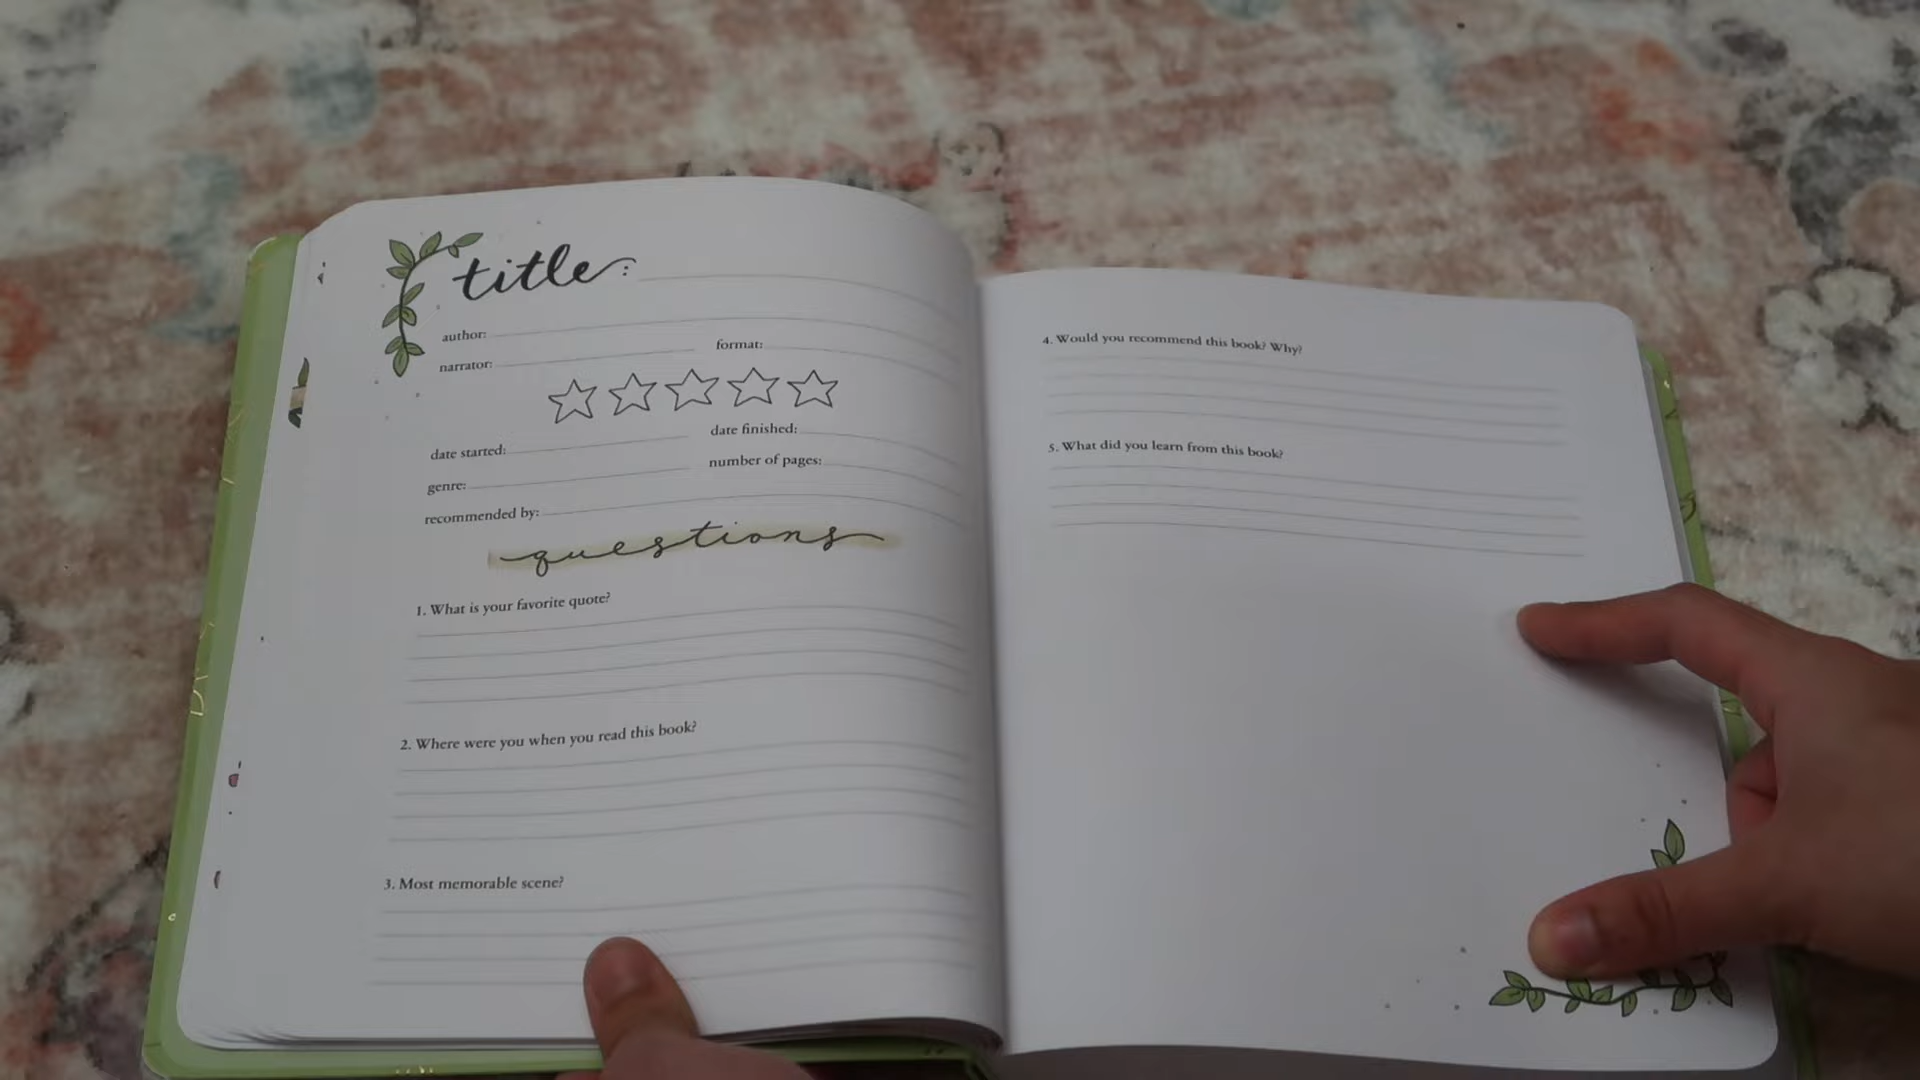 title:
author:
narrator: format:
date started: date finished:
genre: number of pages:
recommended by:
questions
1. What is your favorite quote?
2. Where were you when you read this book?
3. Most memorable scene?
4. Would you recommend this book? Why?
5. What did you learn from this book?